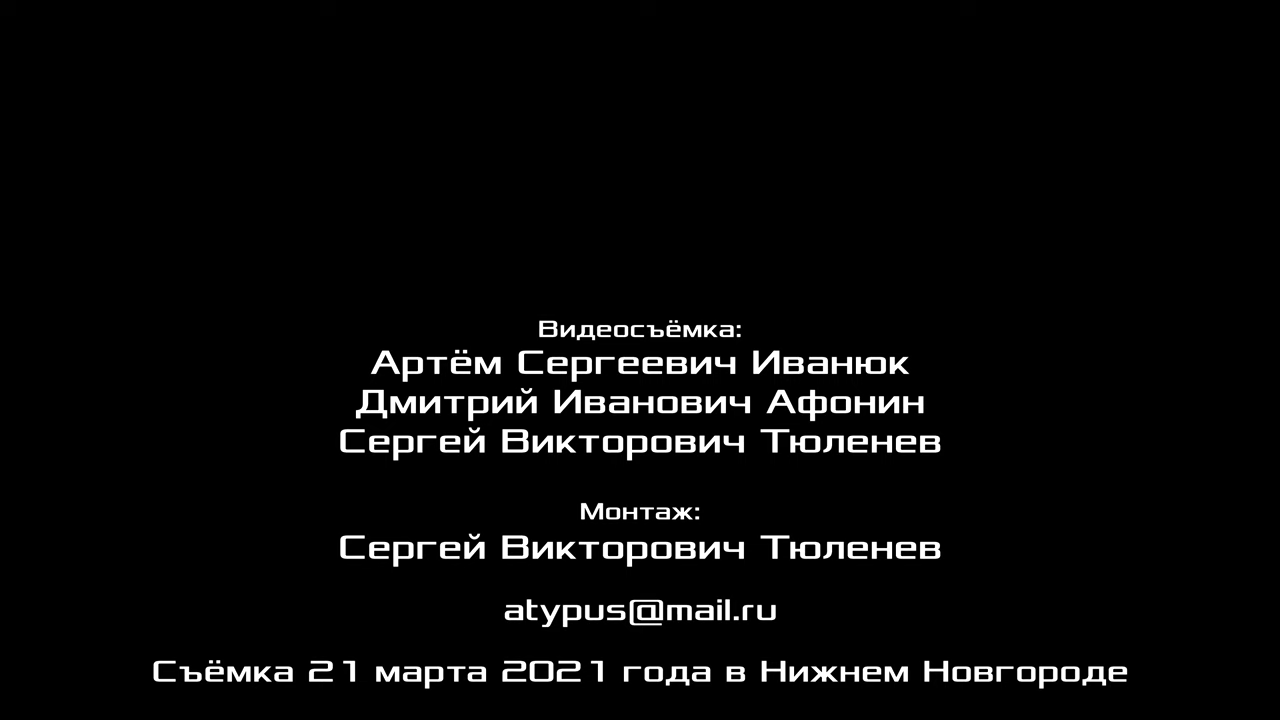 Видеосъёмка:
Артём Сергеевич Иванюк
Дмитрий Иванович Афонин
Сергей Викторович Тюленев
Монтаж:
Сергей Викторович Тюленев
atypus@mail.ru
Съёмка 21 марта 2021 года в Нижнем Новгороде